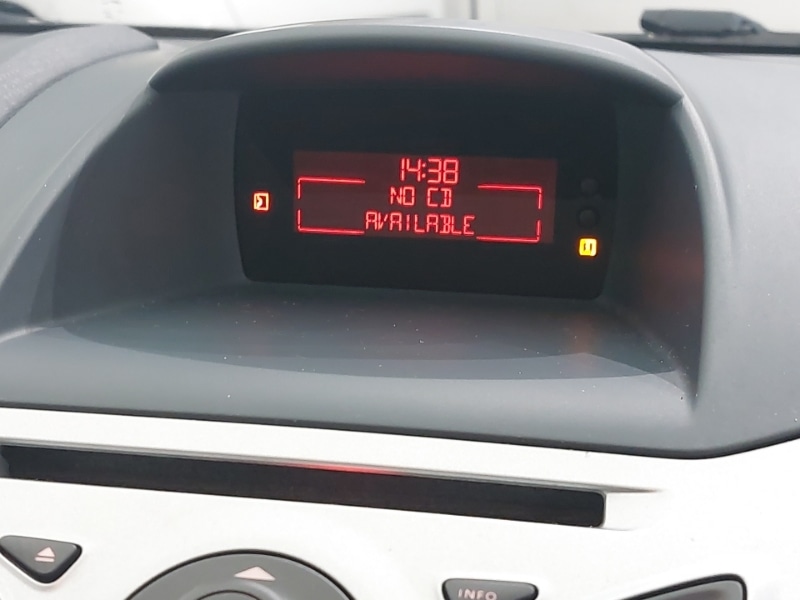 14:38
NO CD
AVAILABLE
INFO